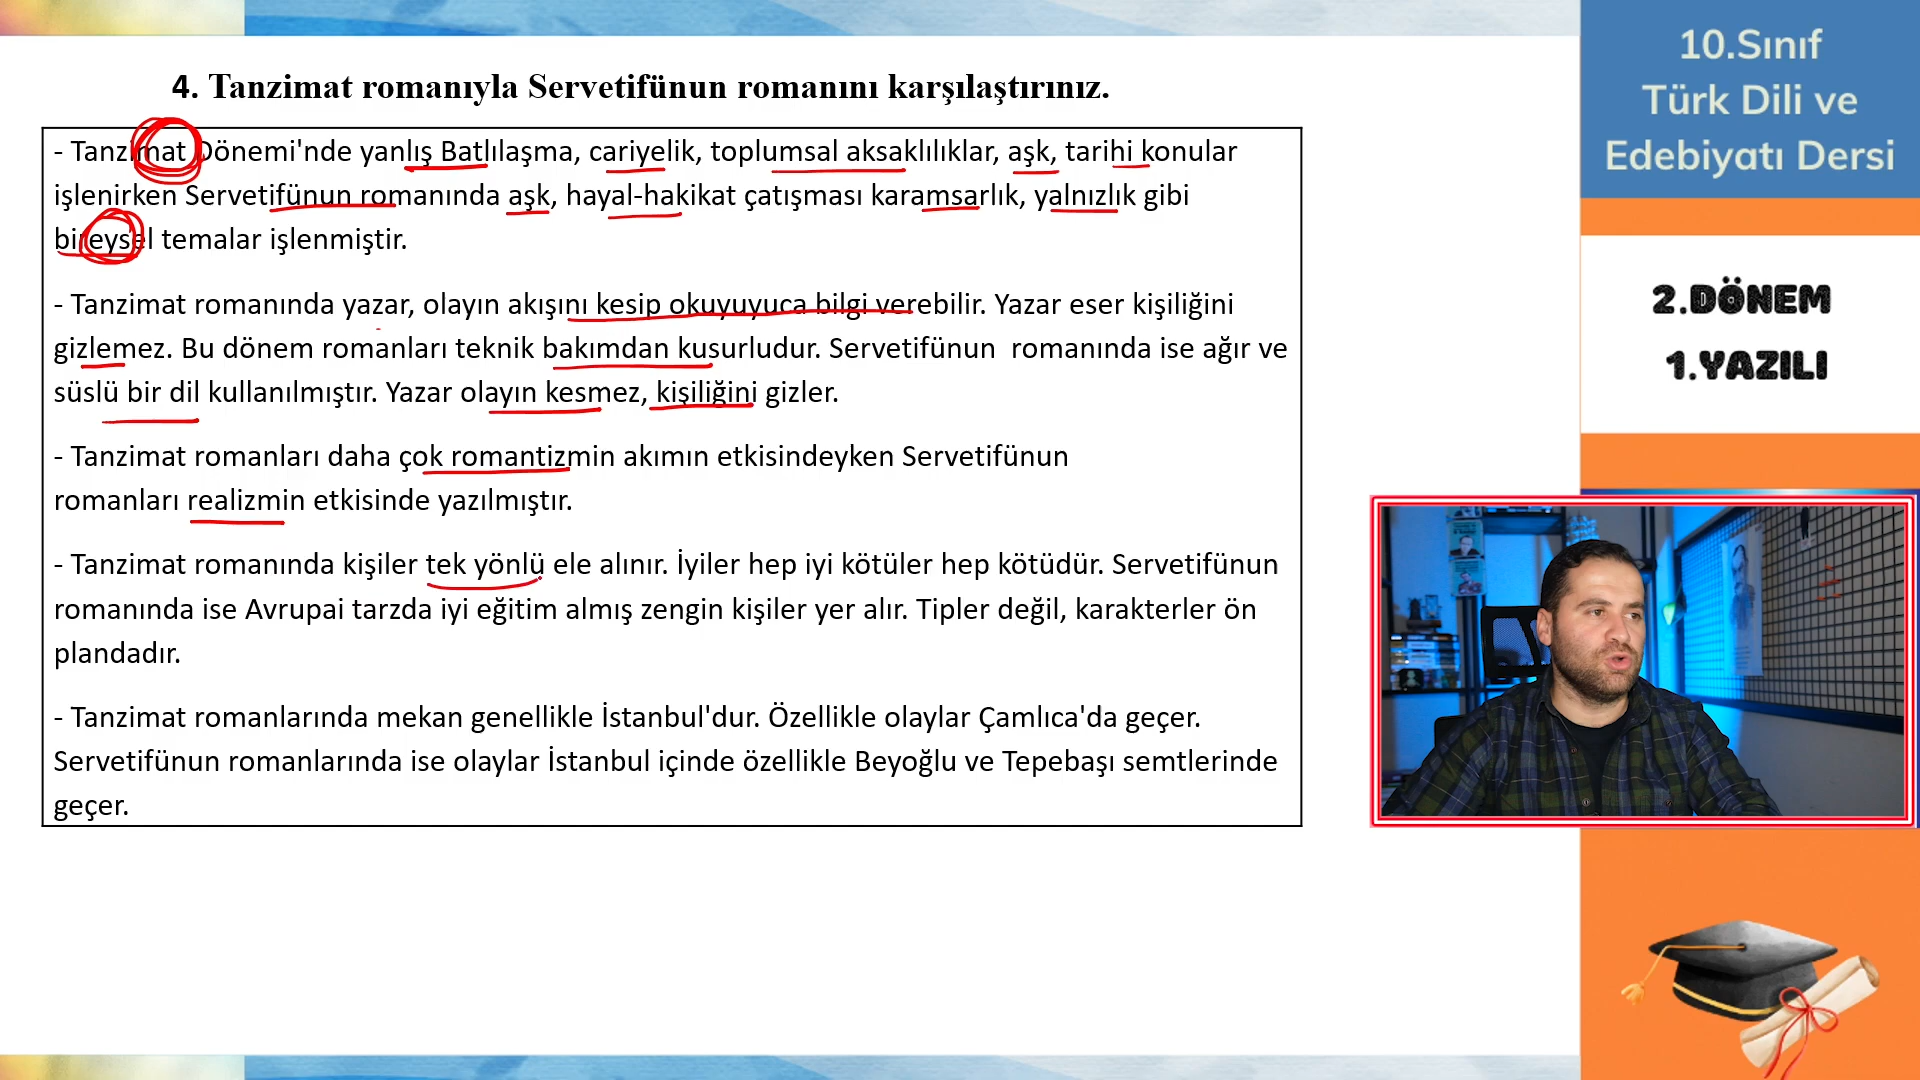 4. Tanzimat romanıyla Servetifünun romanını karşılaştırınız.
- Tanzimat Dönemi'nde yanlış Batlılaşma, cariyelik, toplumsal aksaklılıklar, aşk, tarihi konular
işlenirken Servetifünun romanında aşk, hayal-hakikat çatışması karamsarlık, yalnızlık gibi
bireysel temalar işlenmiştir.
- Tanzimat romanında yazar, olayın akışını kesip okuyuyuca bilgi verebilir. Yazar eser kişiliğini
gizlemez. Bu dönem romanları teknik bakımdan kusurludur. Servetifünun romanında ise ağır ve
süslü bir dil kullanılmıştır. Yazar olayın kesmez, kişiliğini gizler.
- Tanzimat romanları daha çok romantizmin akımın etkisindeyken Servetifünun
romanları realizmin etkisinde yazılmıştır.
- Tanzimat romanında kişiler tek yönlü ele alınır. İyiler hep iyi kötüler hep kötüdür. Servetifünun
romanında ise Avrupai tarzda iyi eğitim almış zengin kişiler yer alır. Tipler değil, karakterler ön
plandadır.
- Tanzimat romanlarında mekan genellikle İstanbul'dur. Özellikle olaylar Çamlıca'da geçer.
Servetifünun romanlarında ise olaylar İstanbul içinde özellikle Beyoğlu ve Tepebaşı semtlerinde
geçer.
10.Sınıf
Türk Dili ve
Edebiyatı Dersi
2.DÖNEM
1.YAZILI